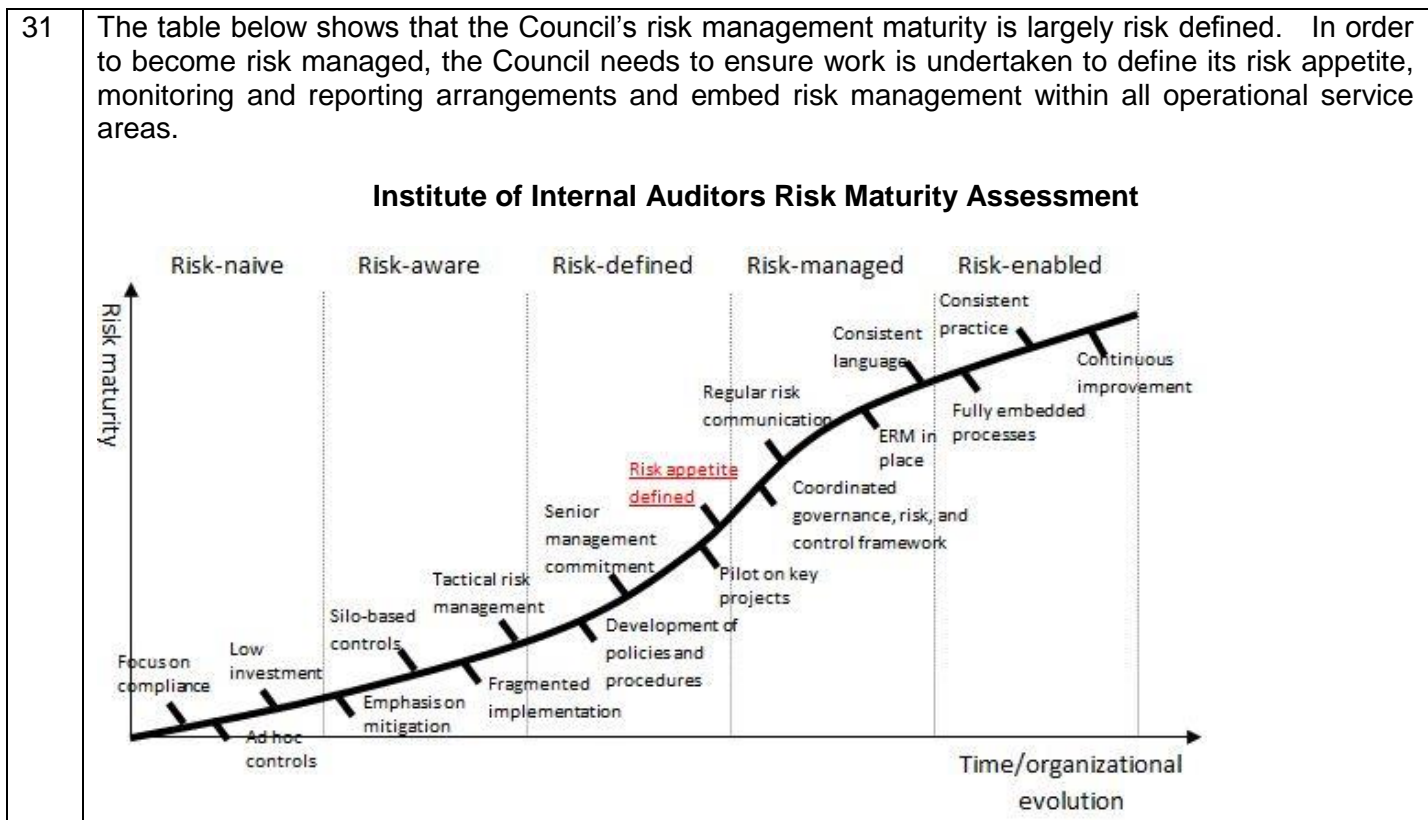 31
The table below shows that the Council's risk management maturity is largely risk defined. In order
to become risk managed, the Council needs to ensure work is undertaken to define its risk appetite,
monitoring and reporting arrangements and embed risk management within all operational service
areas.
Institute of Internal Auditors Risk Maturity Assessment
Risk-naive Risk-aware Risk-defined Risk-managed Risk-enabled
Risk maturity
Focus on
compliance
Ad hoc
controls
Low
investment
Emphasis on
mitigation
Silo-based
controls
Fragmented
implementation
Tactical risk
management
Development of
policies and
procedures
Senior
management
commitment
Pilot on key
projects
Risk appetite
defined
Coordinated
governance, risk, and
control framework
Regular risk
communication
ERM in
place
Consistent
language
Fully embedded
processes
Consistent
practice
Continuous
improvement
Time/organizational
evolution